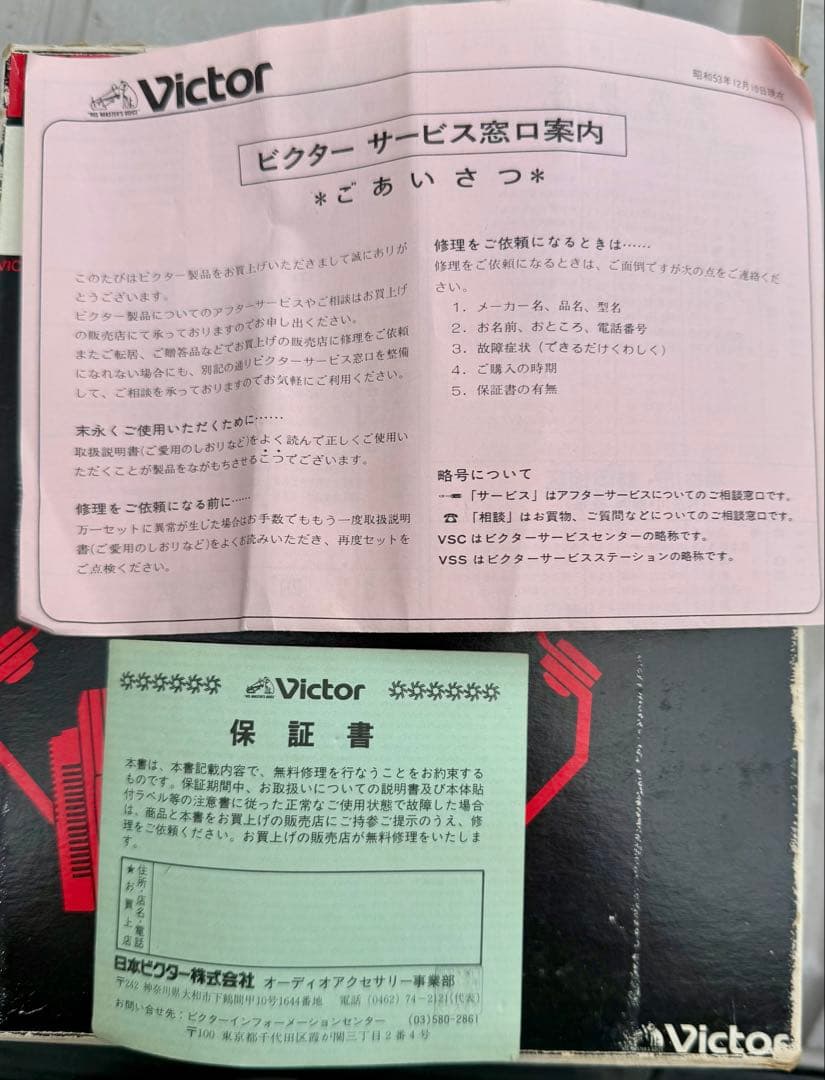 Victor
"HIS MASTER'S VOICE"
昭和53年12月10日現在
ビクター サービス窓口案内
*ごあいさつ*
このたびはビクター製品をお買上げいただきまして誠にありが
とうございます。
ビクター製品についてのアフターサービスやご相談はお買上げ
の販売店にて承っておりますのでお申し出ください。
またご転居、ご贈答品などでお買上げの販売店に修理をご依頼
になれない場合にも、別記の通りビクターサービス窓口を整備
して、ご相談を承っておりますのでお気軽にご利用ください。
末永くご使用いただくために……
取扱説明書(ご愛用のしおりなど)をよく読んで正しくご使用い
ただくことが製品をながもちさせるこつでございます。
修理をご依頼になる前に……
万一セットに異常が生じた場合はお手数でももう一度取扱説明
書(ご愛用のしおりなど)をよくお読みいただき、再度セットを
ご点検ください。
修理をご依頼になるときは……
修理をご依頼になるときは、ご面倒ですが次の点をご連絡くだ
さい。
1. メーカー名、品名、型名
2. お名前、おところ、電話番号
3. 故障症状（できるだけくわしく）
4. ご購入の時期
5. 保証書の有無
略号について
「サービス」はアフターサービスについてのご相談窓口です。
☎「相談」はお買物、ご質問などについてのご相談窓口です。
VSC はビクターサービスセンターの略称です。
VSS はビクターサービスステーションの略称です。
VIC
Victor
保証書
本書は、本書記載内容で、無料修理を行なうことをお約束する
ものです。保証期間中、お取扱いについての説明書及び本体貼
付ラベル等の注意書に従った正常なご使用状態で故障した場合
は、商品と本書をお買上げの販売店にご持参ご提示のうえ、修
理をご依頼ください。お買上げの販売店が無料修理をいたしま
す。
★お買上店
住所・店名・電話
日本ビクター株式会社 オーディオアクセサリー事業部
〒242 神奈川県大和市下鶴間甲10号1644番地 電話 (0462) 74-2121(代表)
お問い合せ先：ビクターインフォーメーションセンター (03)580-2861
〒100 東京都千代田区霞が関三丁目2番4号
Victor